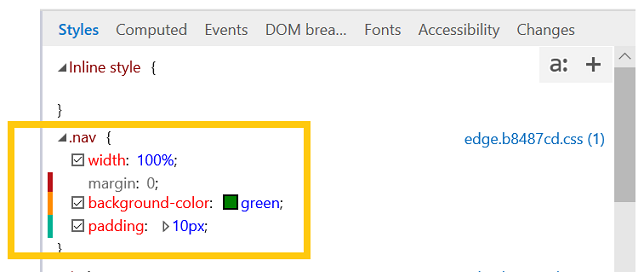 Styles Computed Events DOM brea... Fonts Accessibility Changes
Inline style {
a: +
}
.nav { edge.b8487cd.css (1)
width: 100%;
margin: 0;
background-color: green;
padding: 10px;
}